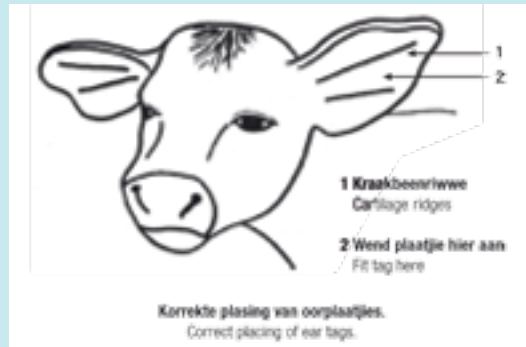 1
2
1 Kraakbeenriwwe
Cartilage ridges
2 Wend plaatjie hier aan
Fit tag here
Korrekte plasing van oorplaatjies.
Correct placing of ear tags.